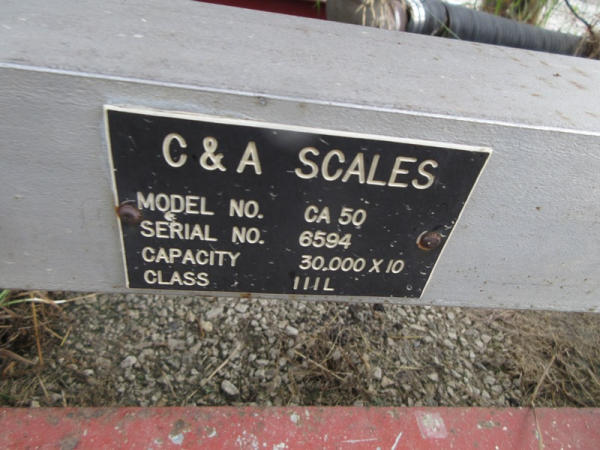 C & A SCALES
MODEL NO. CA 50
SERIAL NO. 6594
CAPACITY 30.000 X 10
CLASS IIIL